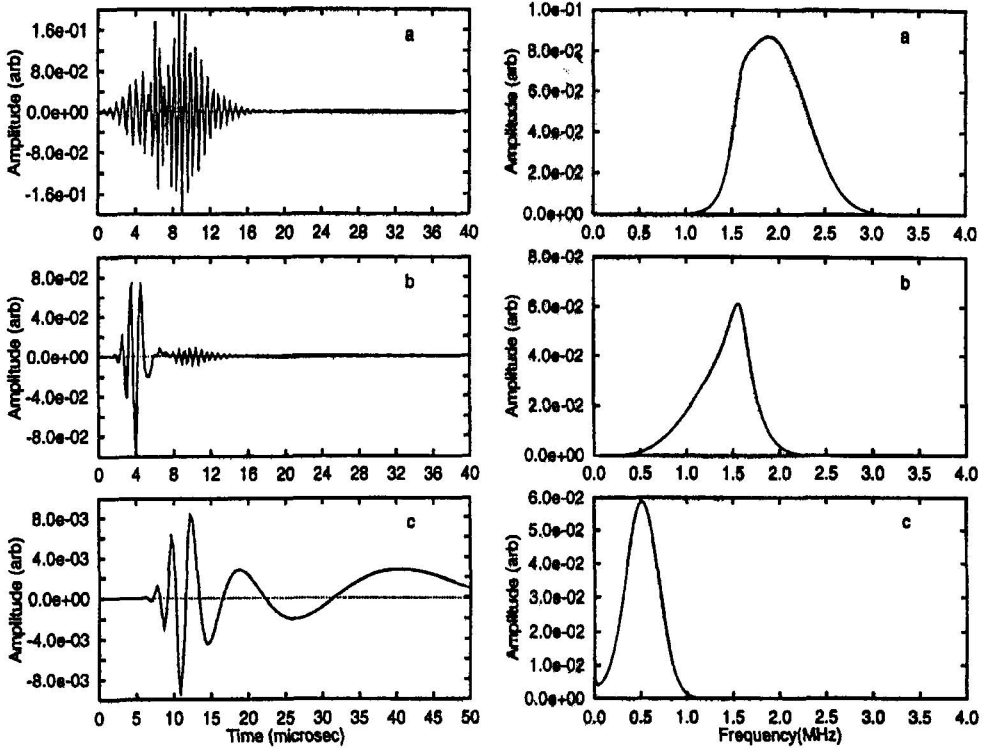 1.6e-01
8.0e-02
0.0e+00
-8.0e-02
-1.6e-01
Amplitude (arb)
a
0 4 8 12 16 20 24 28 32 36 40
1.0e-01
8.0e-02
6.0e-02
4.0e-02
2.0e-02
0.0e+00
Amplitude (arb)
a
0.0 0.5 1.0 1.5 2.0 2.5 3.0 3.5 4.0
8.0e-02
4.0e-02
0.0e+00
-4.0e-02
-8.0e-02
Amplitude (arb)
b
0 4 8 12 16 20 24 28 32 36 40
8.0e-02
6.0e-02
4.0e-02
2.0e-02
0.0e+00
Amplitude (arb)
b
0.0 0.5 1.0 1.5 2.0 2.5 3.0 3.5 4.0
8.0e-03
4.0e-03
0.0e+00
-4.0e-03
-8.0e-03
Amplitude (arb)
c
0 5 10 15 20 25 30 35 40 45 50
Time (microsec)
6.0e-02
5.0e-02
4.0e-02
3.0e-02
2.0e-02
1.0e-02
0.0e+00
Amplitude (arb)
c
0.0 0.5 1.0 1.5 2.0 2.5 3.0 3.5 4.0
Frequency(MHz)